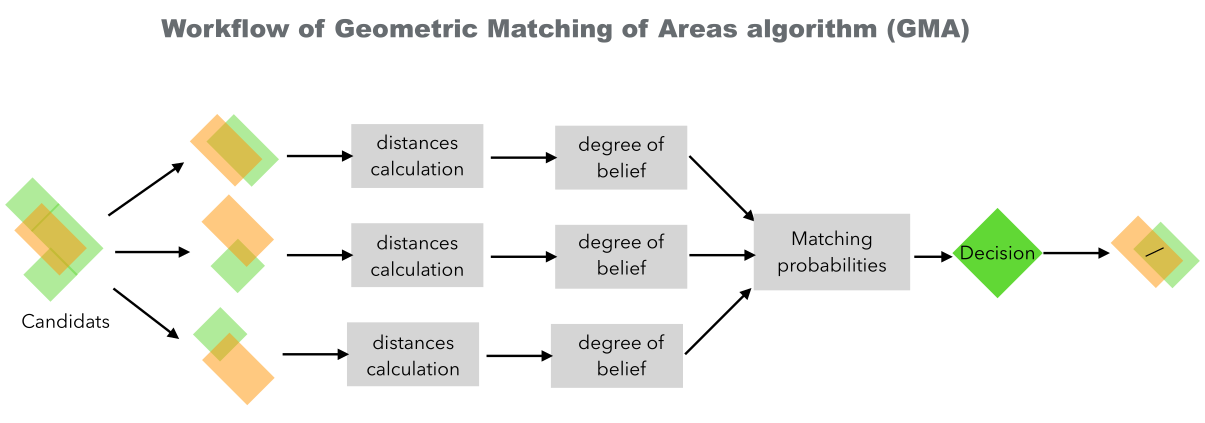 Workflow of Geometric Matching of Areas algorithm (GMA)
distances
calculation
degree of
belief
distances
calculation
degree of
belief
Matching
probabilities
Decision
Candidats
distances
calculation
degree of
belief